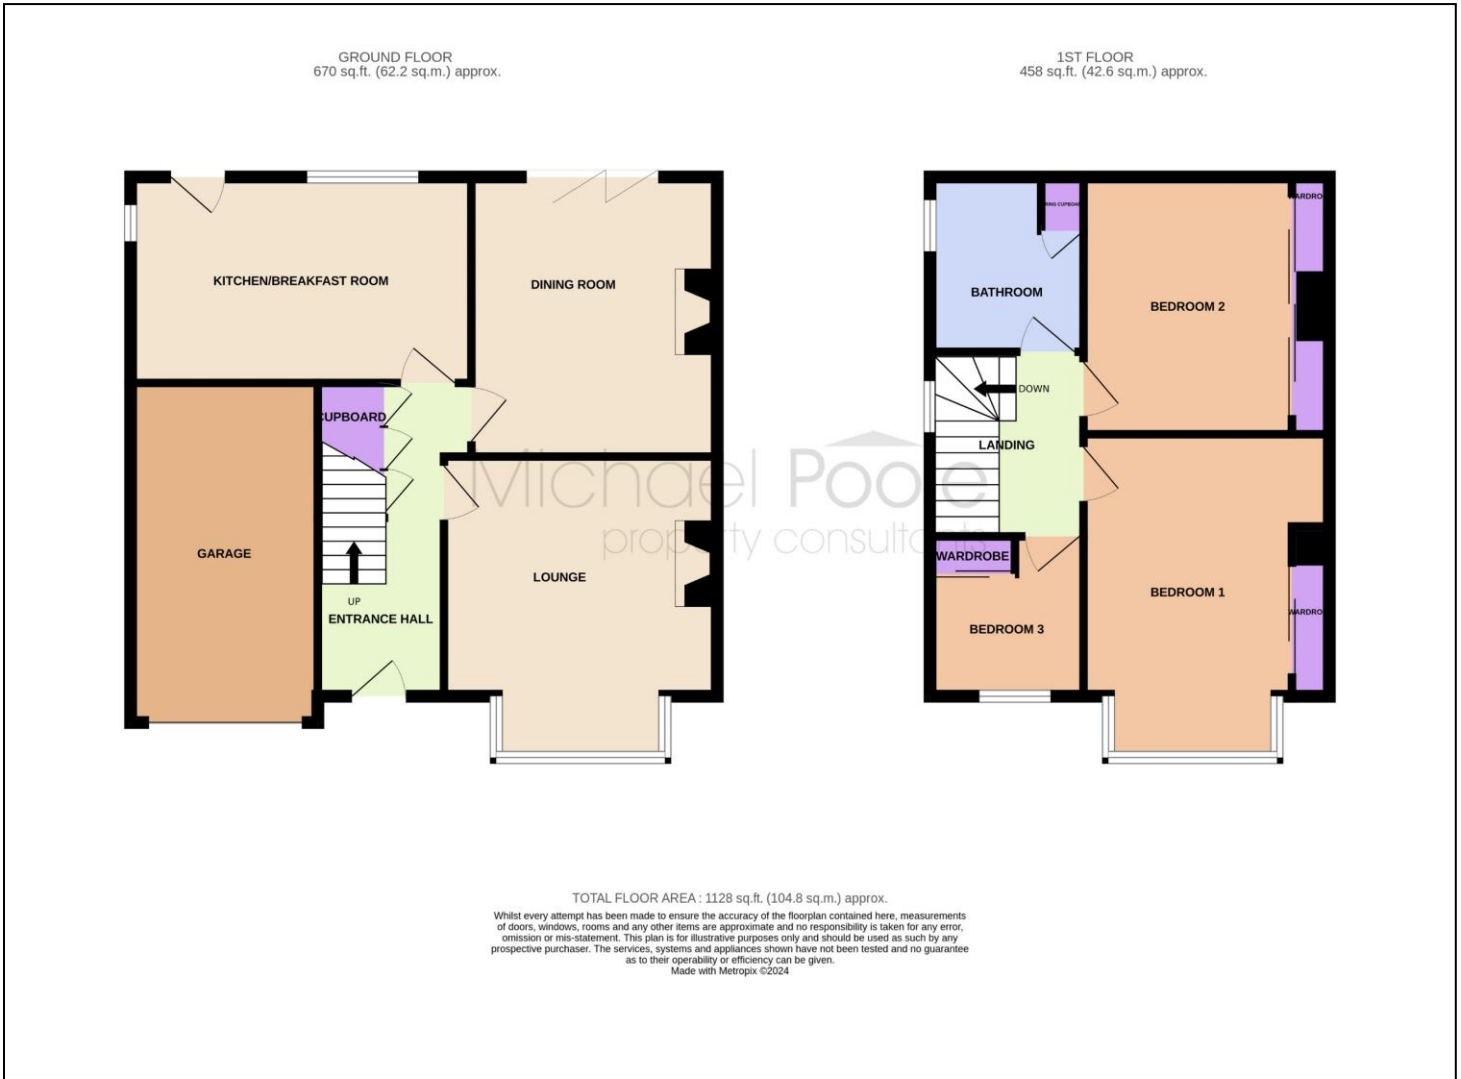 GROUND FLOOR
670 sq.ft. (62.2 sq.m.) approx.
1ST FLOOR
458 sq.ft. (42.6 sq.m.) approx.
KITCHEN/BREAKFAST ROOM
DINING ROOM
CUPBOARD
GARAGE
LOUNGE
UP
ENTRANCE HALL
WARDRO
BATHROOM
BEDROOM 2
DOWN
LANDING
WARDROBE
BEDROOM 1
WARDRO
BEDROOM 3
Michael Poole
property consultants
TOTAL FLOOR AREA : 1128 sq.ft. (104.8 sq.m.) approx.
Whilst every attempt has been made to ensure the accuracy of the floorplan contained here, measurements
of doors, windows, rooms and any other items are approximate and no responsibility is taken for any error,
omission or mis-statement. This plan is for illustrative purposes only and should be used as such by any
prospective purchaser. The services, systems and appliances shown have not been tested and no guarantee
as to their operability or efficiency can be given.
Made with Metropix ©2024